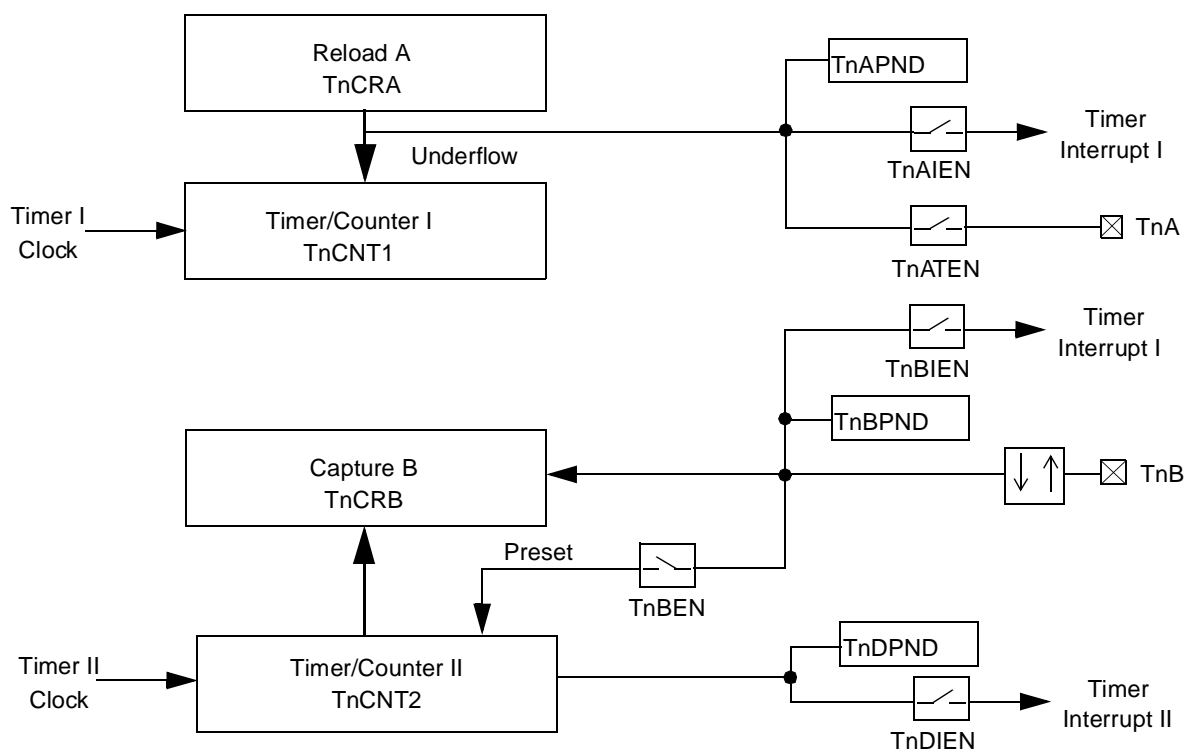 Reload A
TnCRA
TnAPND
Timer
Interrupt I
Underflow
TnAIEN
Timer I
Clock
Timer/Counter I
TnCNT1
TnA
TnATEN
Timer
Interrupt I
TnBIEN
TnBPND
Capture B
TnCRB
TnB
Preset
TnBEN
TnDPND
Timer II
Clock
Timer/Counter II
TnCNT2
Timer
Interrupt II
TnDIEN